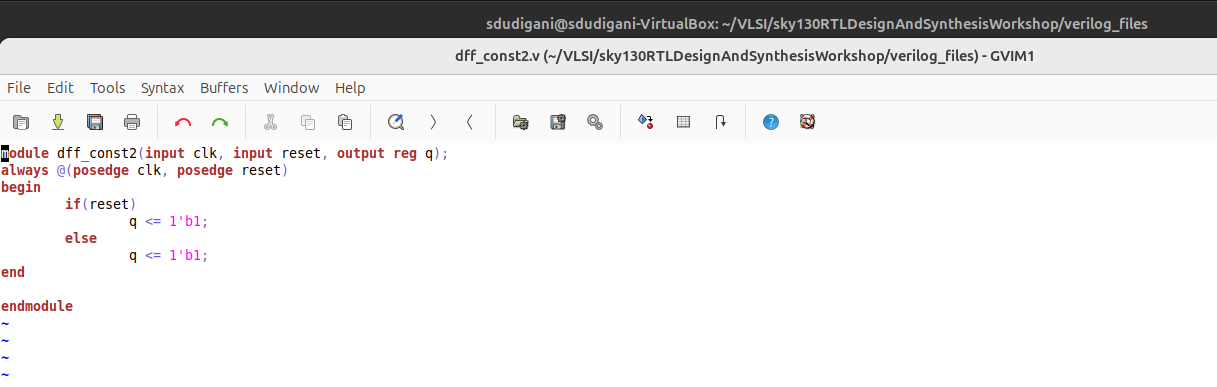 sdudigani@sdudigani-VirtualBox: ~/VLSI/sky130RTLDesignAndSynthesisWorkshop/verilog_files
dff_const2.v (~/VLSI/sky130RTLDesignAndSynthesisWorkshop/verilog_files) - GVIM1
File Edit Tools Syntax Buffers Window Help
module dff_const2(input clk, input reset, output reg q);
always @(posedge clk, posedge reset)
begin
        if(reset)
                q <= 1'b1;
        else
                q <= 1'b1;
end

endmodule
~
~
~
~